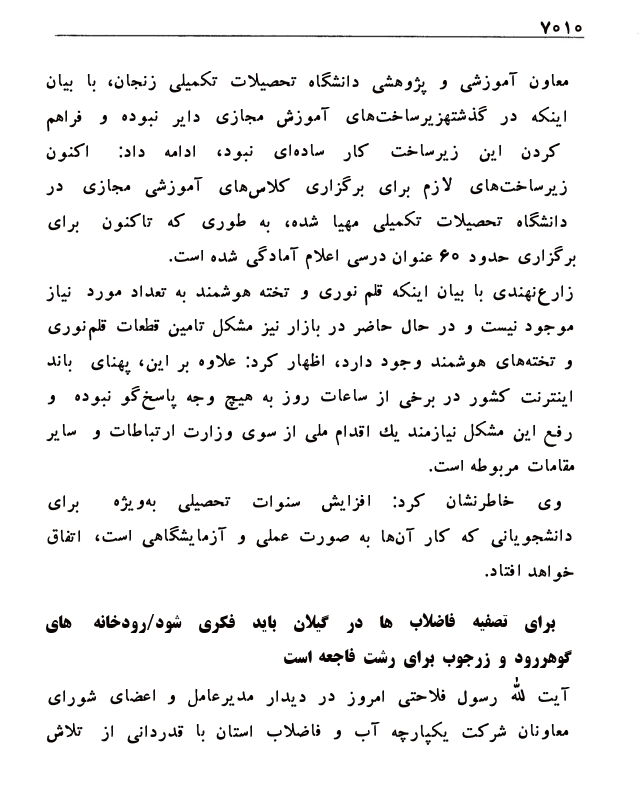 ۷۰۱۰
معاون آموزشی و پژوهشی دانشگاه تحصیلات تکمیلی زنجان، با بیان
اینکه در گذشتهزیرساخت‌های آموزش مجازی دایر نبوده و فراهم
کردن این زیرساخت کار ساده‌ای نبود، ادامه داد: اکنون
زیرساخت‌های لازم برای برگزاری کلاس‌های آموزشی مجازی در
دانشگاه تحصیلات تکمیلی مهیا شده، به طوری که تاکنون برای
برگزاری حدود ۶۰ عنوان درسی اعلام آمادگی شده است.
زارع‌نهندی با بیان اینکه قلم نوری و تخته هوشمند به تعداد مورد نیاز
موجود نیست و در حال حاضر در بازار نیز مشکل تامین قطعات قلم‌نوری
و تخته‌های هوشمند وجود دارد، اظهار کرد: علاوه بر این، پهنای باند
اینترنت کشور در برخی از ساعات روز به هیچ وجه پاسخ‌گو نبوده و
رفع این مشکل نیازمند یك اقدام ملی از سوی وزارت ارتباطات و سایر
مقامات مربوطه است.
وی خاطرنشان کرد: افزایش سنوات تحصیلی به‌ویژه برای
دانشجویانی که کار آن‌ها به صورت عملی و آزمایشگاهی است، اتفاق
خواهد افتاد.
برای تصفیه فاضلاب ها در گیلان باید فکری شود/رودخانه های
گوهررود و زرجوب برای رشت فاجعه است
آیت الله رسول فلاحتی امروز در دیدار مدیرعامل و اعضای شورای
معاونان شرکت یکپارچه آب و فاضلاب استان با قدردانی از تلاش